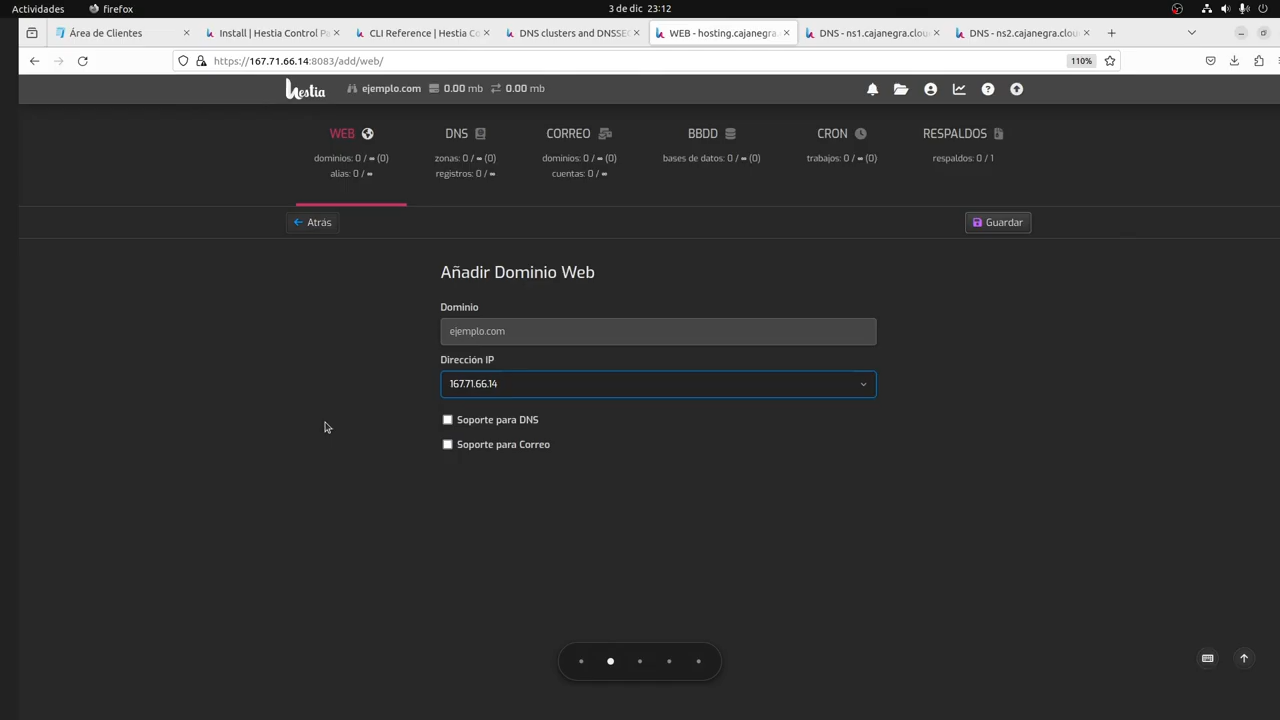 Actividades firefox 3 de dic 23:12
Área de Clientes Install | Hestia Control Pa CLI Reference | Hestia Co DNS clusters and DNSSEC WEB - hosting.cajanegra. DNS - ns1.cajanegra.clou DNS - ns2.cajanegra.clou
https://167.71.66.14:8083/add/web/ 110%
hestia ejemplo.com 0.00 mb 0.00 mb
WEB DNS CORREO BBDD CRON RESPALDOS
dominios: 0 / ∞ (0) zonas: 0 / ∞ (0) dominios: 0 / ∞ (0) bases de datos: 0 / ∞ (0) trabajos: 0 / ∞ (0) respaldos: 0 / 1
alias: 0 / ∞ registros: 0 / ∞ cuentas: 0 / ∞
Atrás Guardar
Añadir Dominio Web
Dominio
ejemplo.com
Dirección IP
167.71.66.14
Soporte para DNS
Soporte para Correo